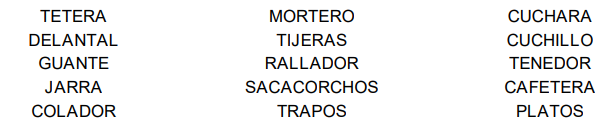 TETERA MORTERO CUCHARA
DELANTAL TIJERAS CUCHILLO
GUANTE RALLADOR TENEDOR
JARRA SACACORCHOS CAFETERA
COLADOR TRAPOS PLATOS